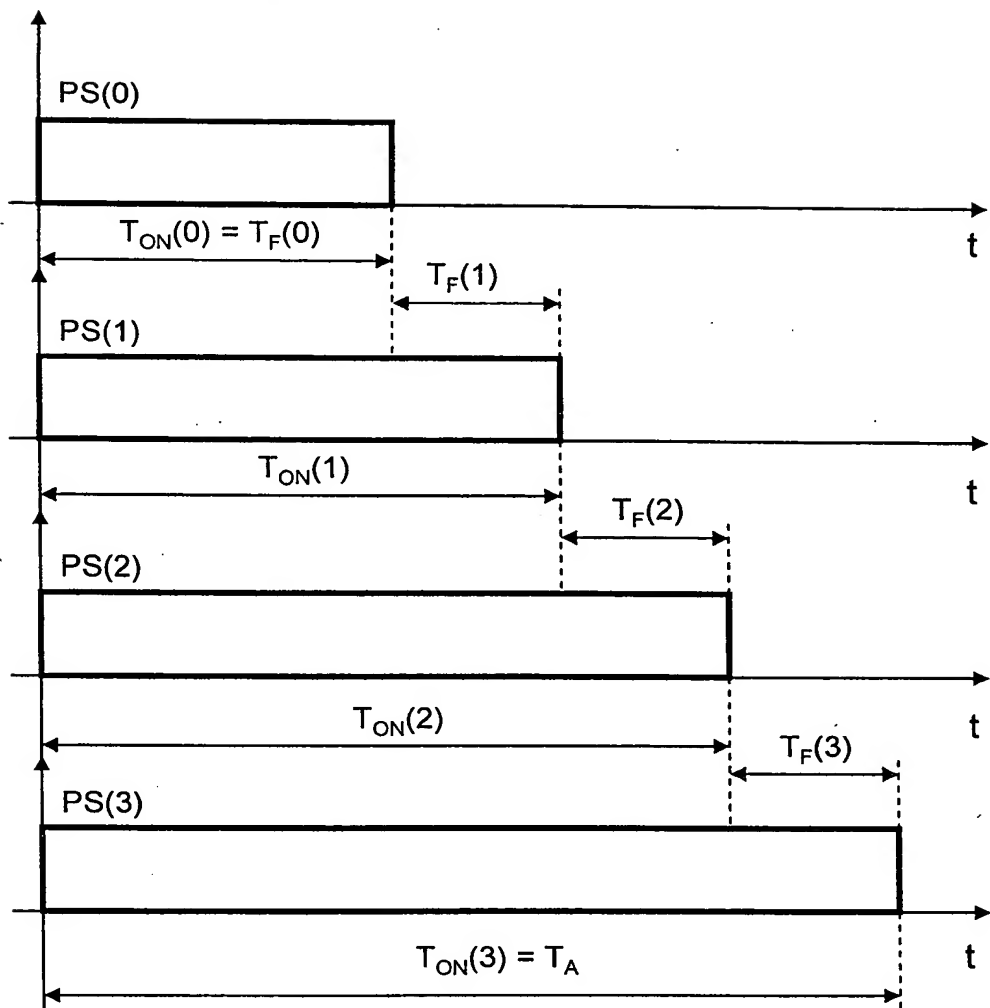 PS(0)
T_ON(0) = T_F(0)
t
T_F(1)
PS(1)
T_ON(1)
t
T_F(2)
PS(2)
T_ON(2)
t
T_F(3)
PS(3)
T_ON(3) = T_A
t